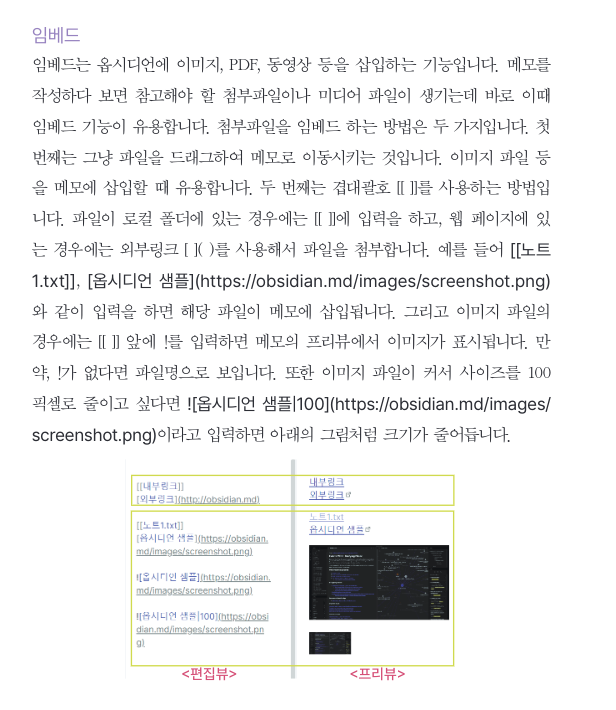 임베드
임베드는 옵시디언에 이미지, PDF, 동영상 등을 삽입하는 기능입니다. 메모를
작성하다 보면 참고해야 할 첨부파일이나 미디어 파일이 생기는데 바로 이때
임베드 기능이 유용합니다. 첨부파일을 임베드 하는 방법은 두 가지입니다. 첫
번째는 그냥 파일을 드래그하여 메모로 이동시키는 것입니다. 이미지 파일 등
을 메모에 삽입할 때 유용합니다. 두 번째는 겹대괄호 [[ ]]를 사용하는 방법입
니다. 파일이 로컬 폴더에 있는 경우에는 [[ ]]에 입력을 하고, 웹 페이지에 있
는 경우에는 외부링크 [ ]( )를 사용해서 파일을 첨부합니다. 예를 들어 [[노트
1.txt]], [옵시디언 샘플](https://obsidian.md/images/screenshot.png)
와 같이 입력을 하면 해당 파일이 메모에 삽입됩니다. 그리고 이미지 파일의
경우에는 [[ ]] 앞에 !를 입력하면 메모의 프리뷰에서 이미지가 표시됩니다. 만
약, !가 없다면 파일명으로 보입니다. 또한 이미지 파일이 커서 사이즈를 100
픽셀로 줄이고 싶다면 ![옵시디언 샘플|100](https://obsidian.md/images/
screenshot.png)이라고 입력하면 아래의 그림처럼 크기가 줄어듭니다.
[[내부링크]]
[외부링크](http://obsidian.md)
[[노트1.txt]]
[옵시디언 샘플](https://obsidian.
md/images/screenshot.png)
![옵시디언 샘플](https://obsidian.
md/images/screenshot.png)
![옵시디언 샘플|100](https://obsi
dian.md/images/screenshot.pn
g)
<편집뷰>
내부링크
외부링크
노트1.txt
옵시디언 샘플
<프리뷰>